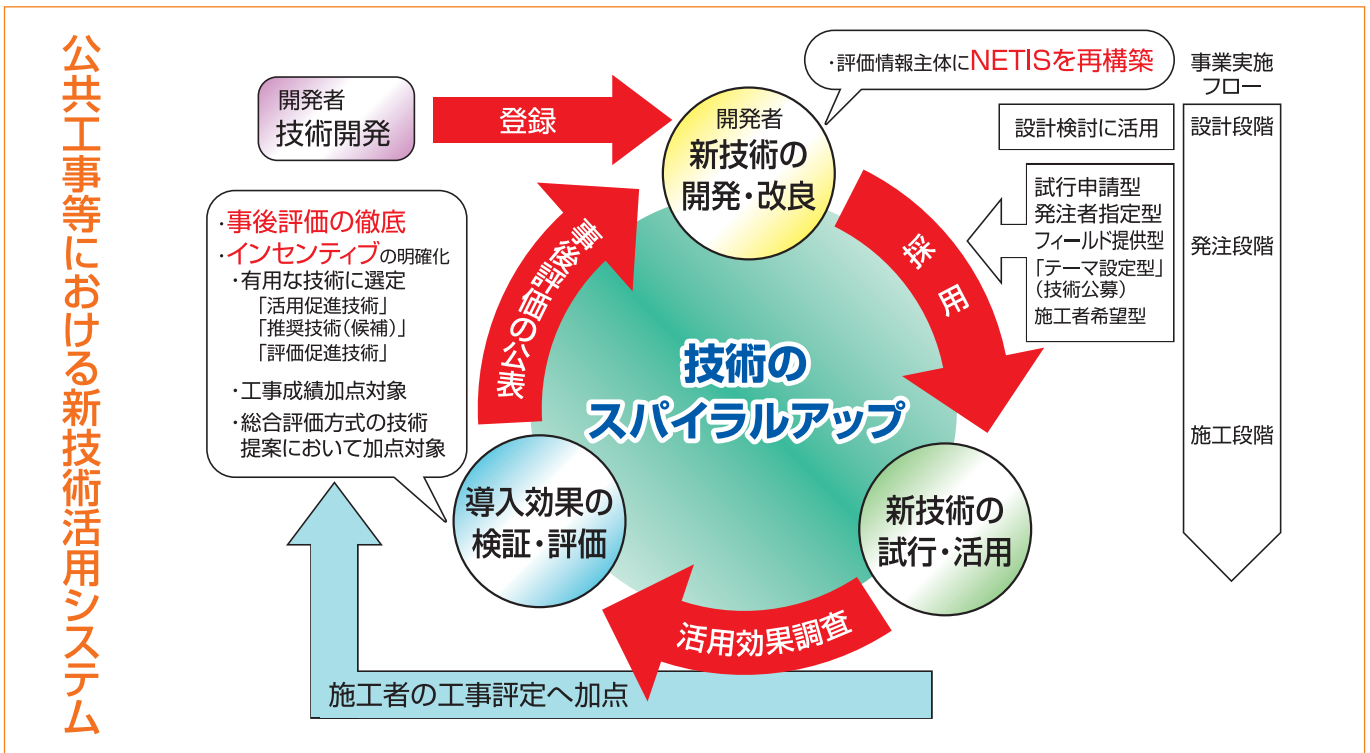 公共工事等における新技術活用システム
開発者
技術開発
登録
開発者
新技術の
開発・改良
・評価情報主体にNETISを再構築
事業実施
フロー
設計段階
発注段階
施工段階
設計検討に活用
試行申請型
発注者指定型
フィールド提供型
「テーマ設定型」
(技術公募)
施工者希望型
採用
技術の
スパイラルアップ
新技術の
試行・活用
活用効果調査
導入効果の
検証・評価
事後評価の公表
・事後評価の徹底
・インセンティブの明確化
・有用な技術に選定
「活用促進技術」
「推奨技術(候補)」
「評価促進技術」
・工事成績加点対象
・総合評価方式の技術
提案において加点対象
施工者の工事評定へ加点